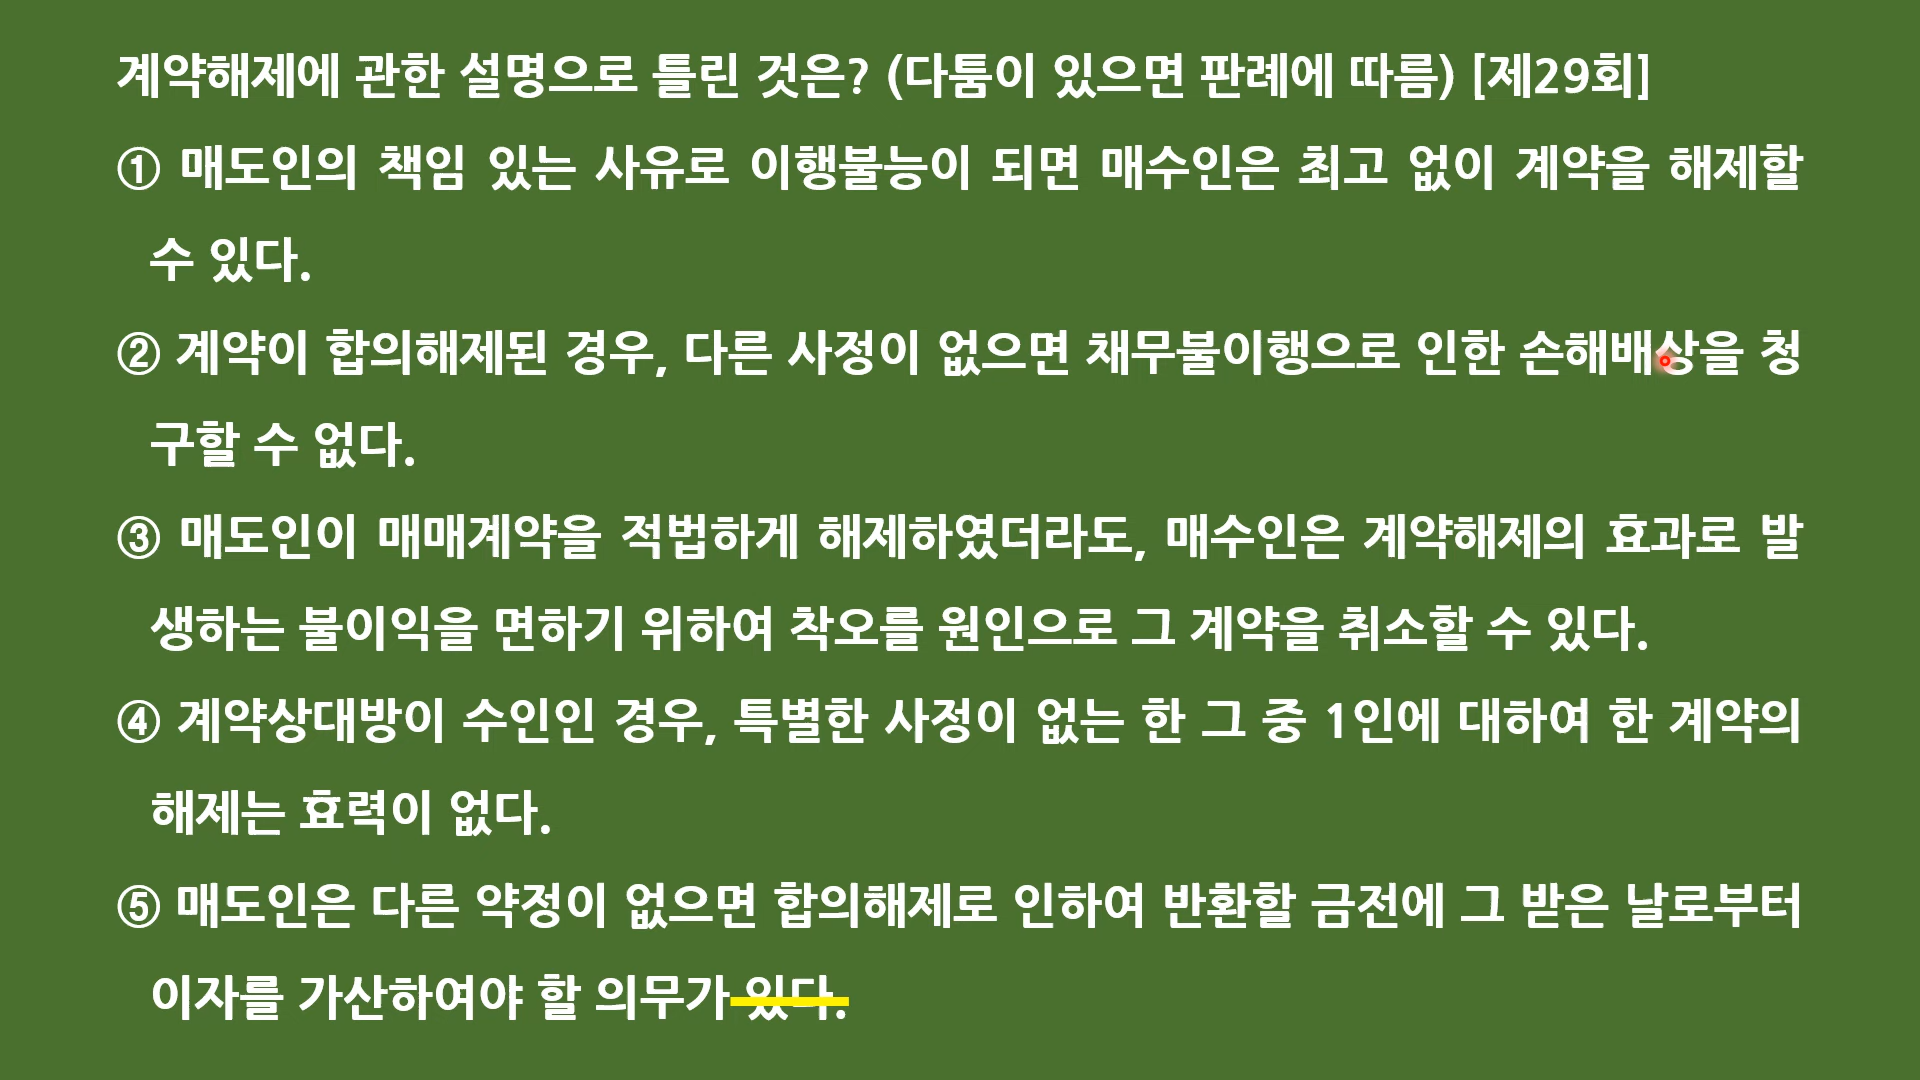 계약해제에 관한 설명으로 틀린 것은? (다툼이 있으면 판례에 따름) [제29회]
① 매도인의 책임 있는 사유로 이행불능이 되면 매수인은 최고 없이 계약을 해제할
수 있다.
② 계약이 합의해제된 경우, 다른 사정이 없으면 채무불이행으로 인한 손해배상을 청
구할 수 없다.
③ 매도인이 매매계약을 적법하게 해제하였더라도, 매수인은 계약해제의 효과로 발
생하는 불이익을 면하기 위하여 착오를 원인으로 그 계약을 취소할 수 있다.
④ 계약상대방이 수인인 경우, 특별한 사정이 없는 한 그 중 1인에 대하여 한 계약의
해제는 효력이 없다.
⑤ 매도인은 다른 약정이 없으면 합의해제로 인하여 반환할 금전에 그 받은 날로부터
이자를 가산하여야 할 의무가 있다.